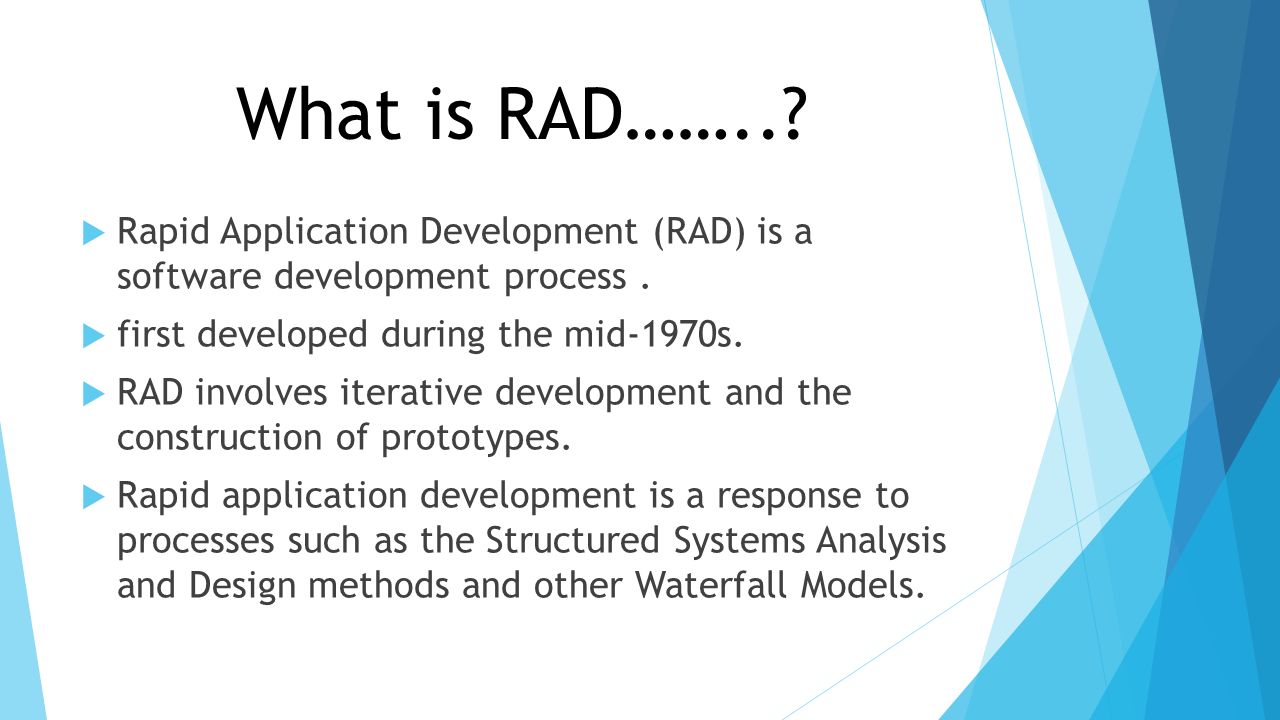 What is RAD……..?
Rapid Application Development (RAD) is a
software development process .
first developed during the mid-1970s.
RAD involves iterative development and the
construction of prototypes.
Rapid application development is a response to
processes such as the Structured Systems Analysis
and Design methods and other Waterfall Models.